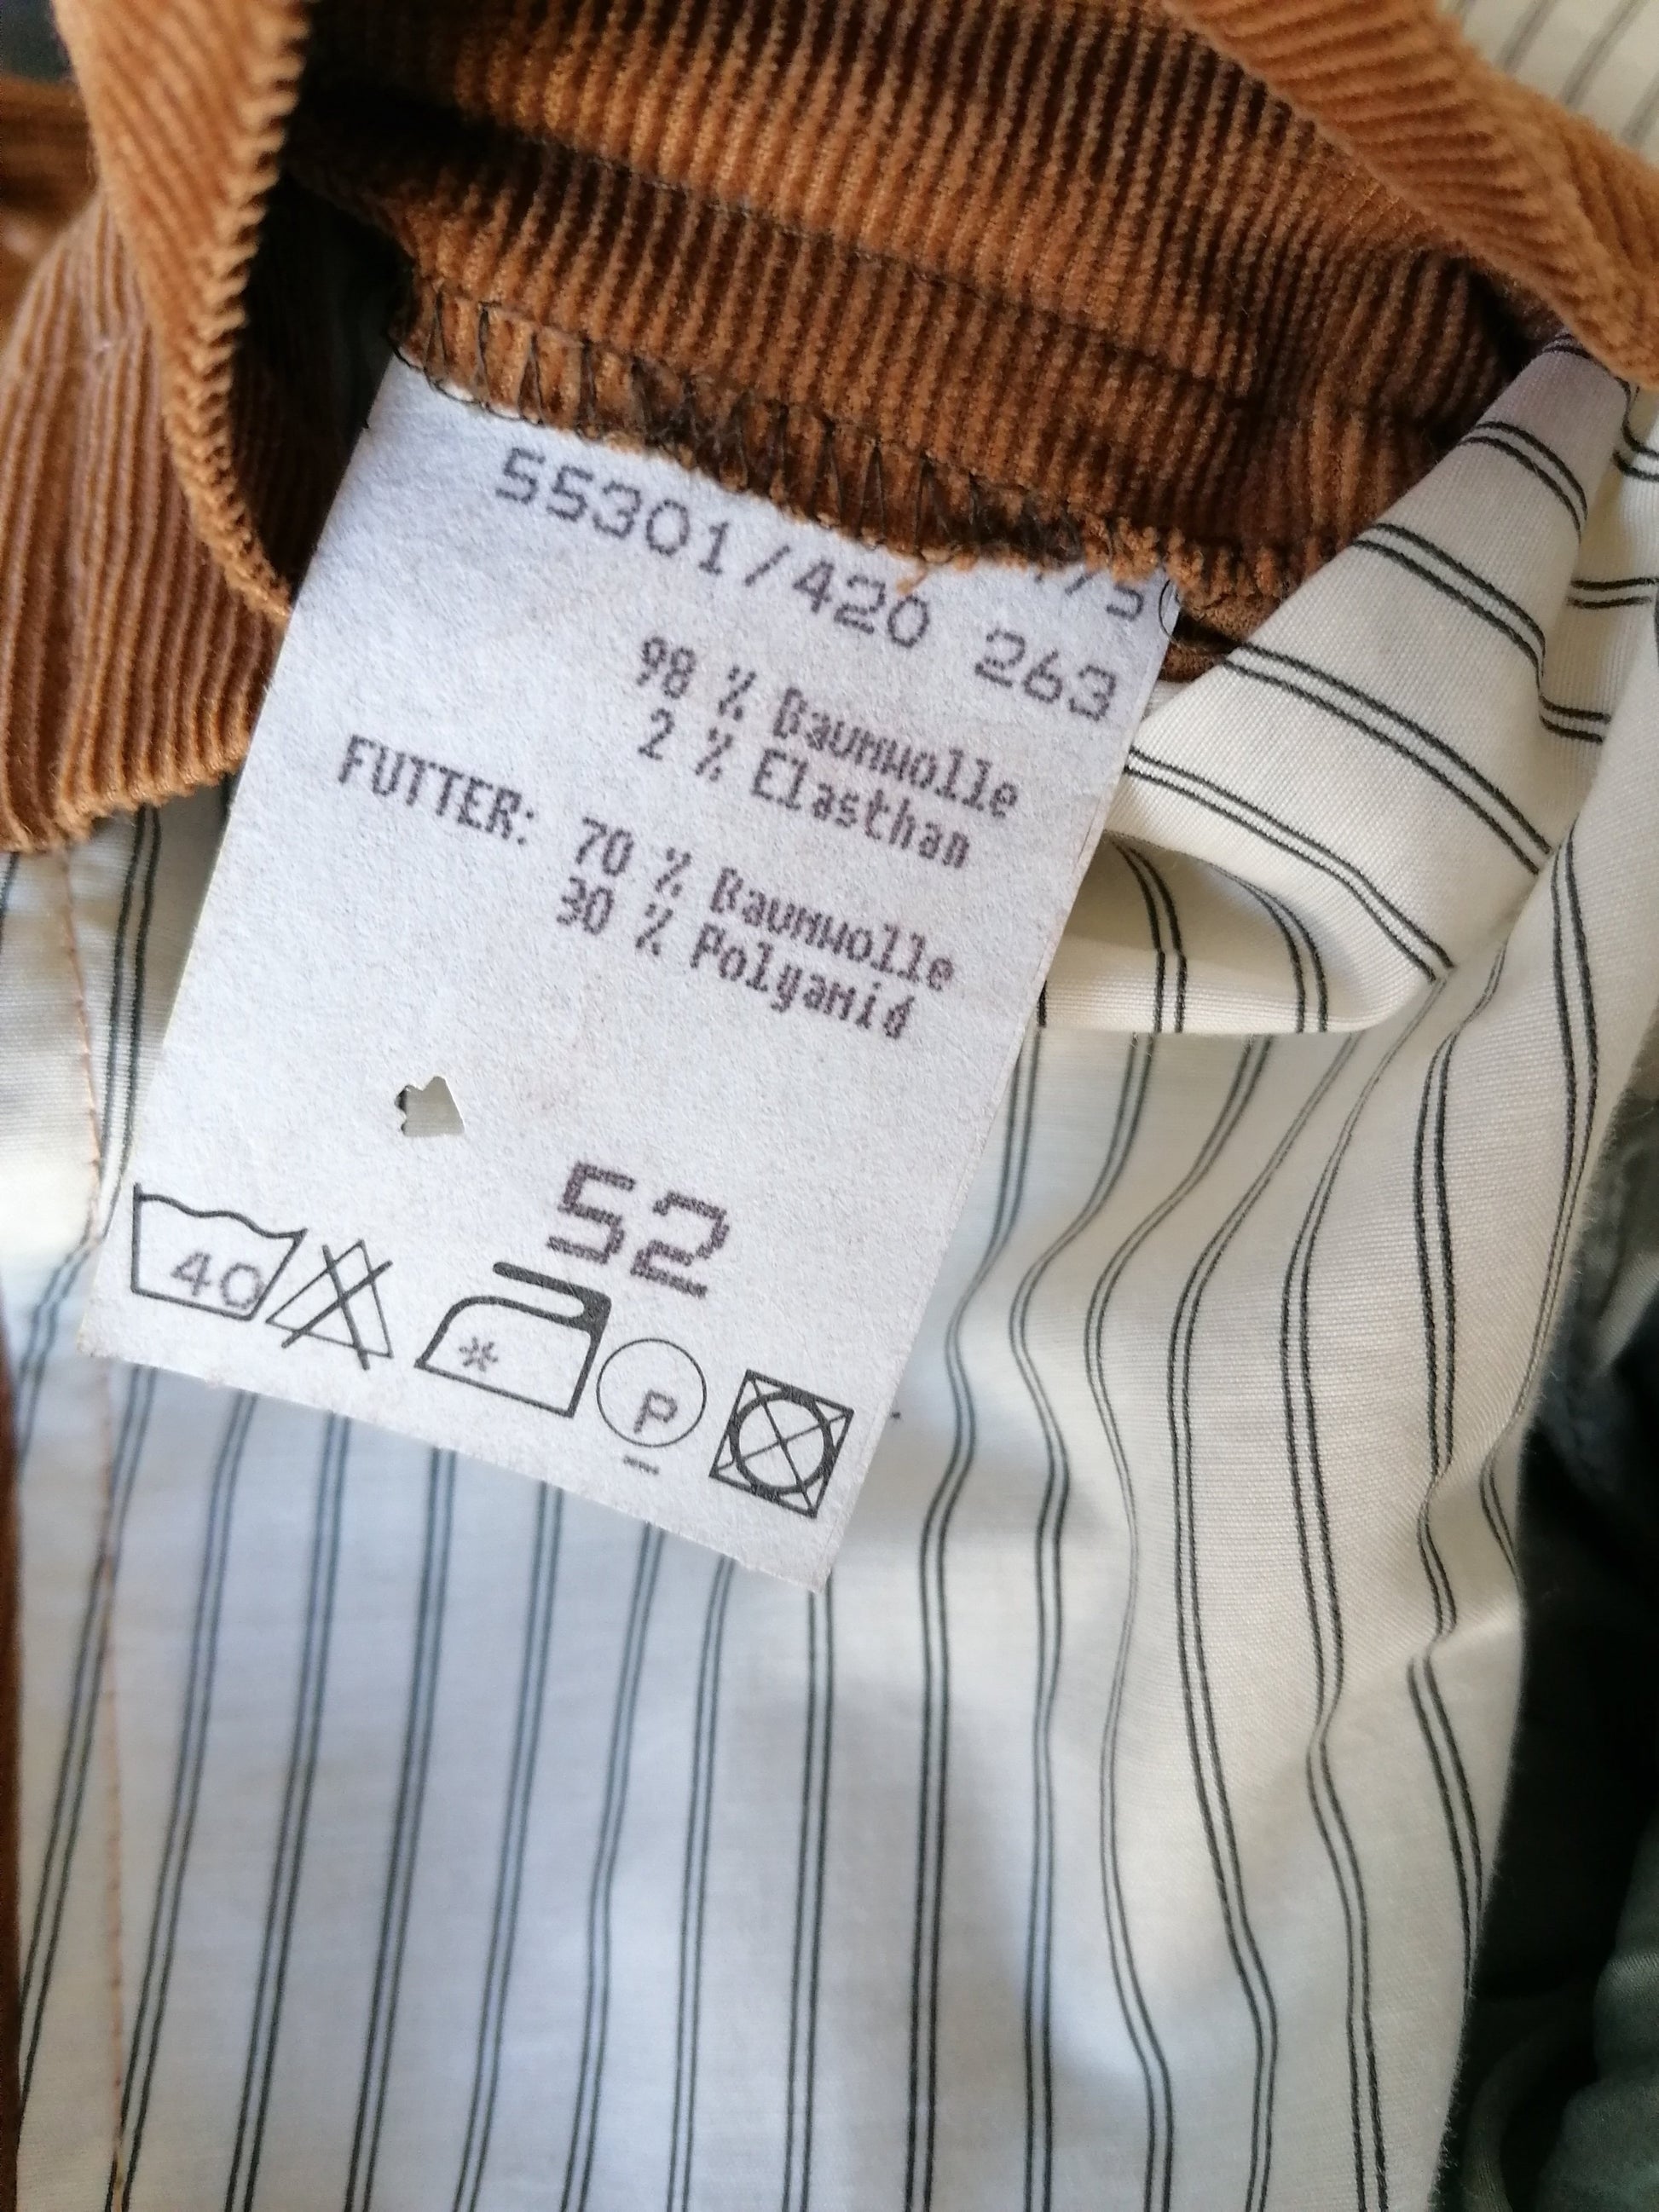 55301/420 263
98 % Baumwolle
2 % Elasthan
FUTTER: 70 % Baumwolle
30 % Polyamid
52
40
P